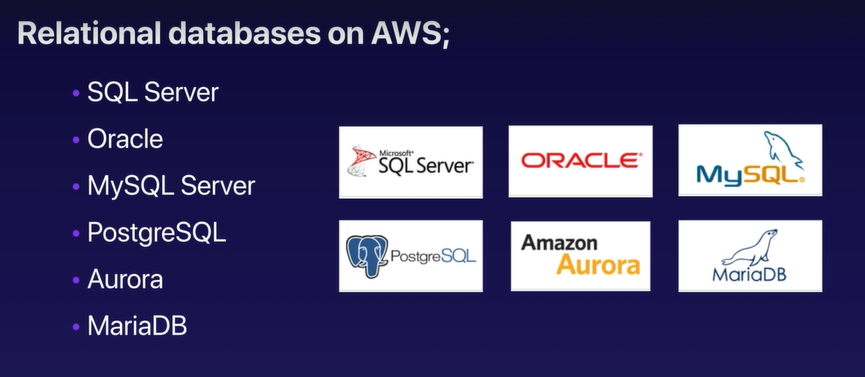 Relational databases on AWS;
• SQL Server
• Oracle
• MySQL Server
• PostgreSQL
• Aurora
• MariaDB
Microsoft®
SQL Server®
ORACLE®
MySQL®
PostgreSQL
Amazon
Aurora
MariaDB